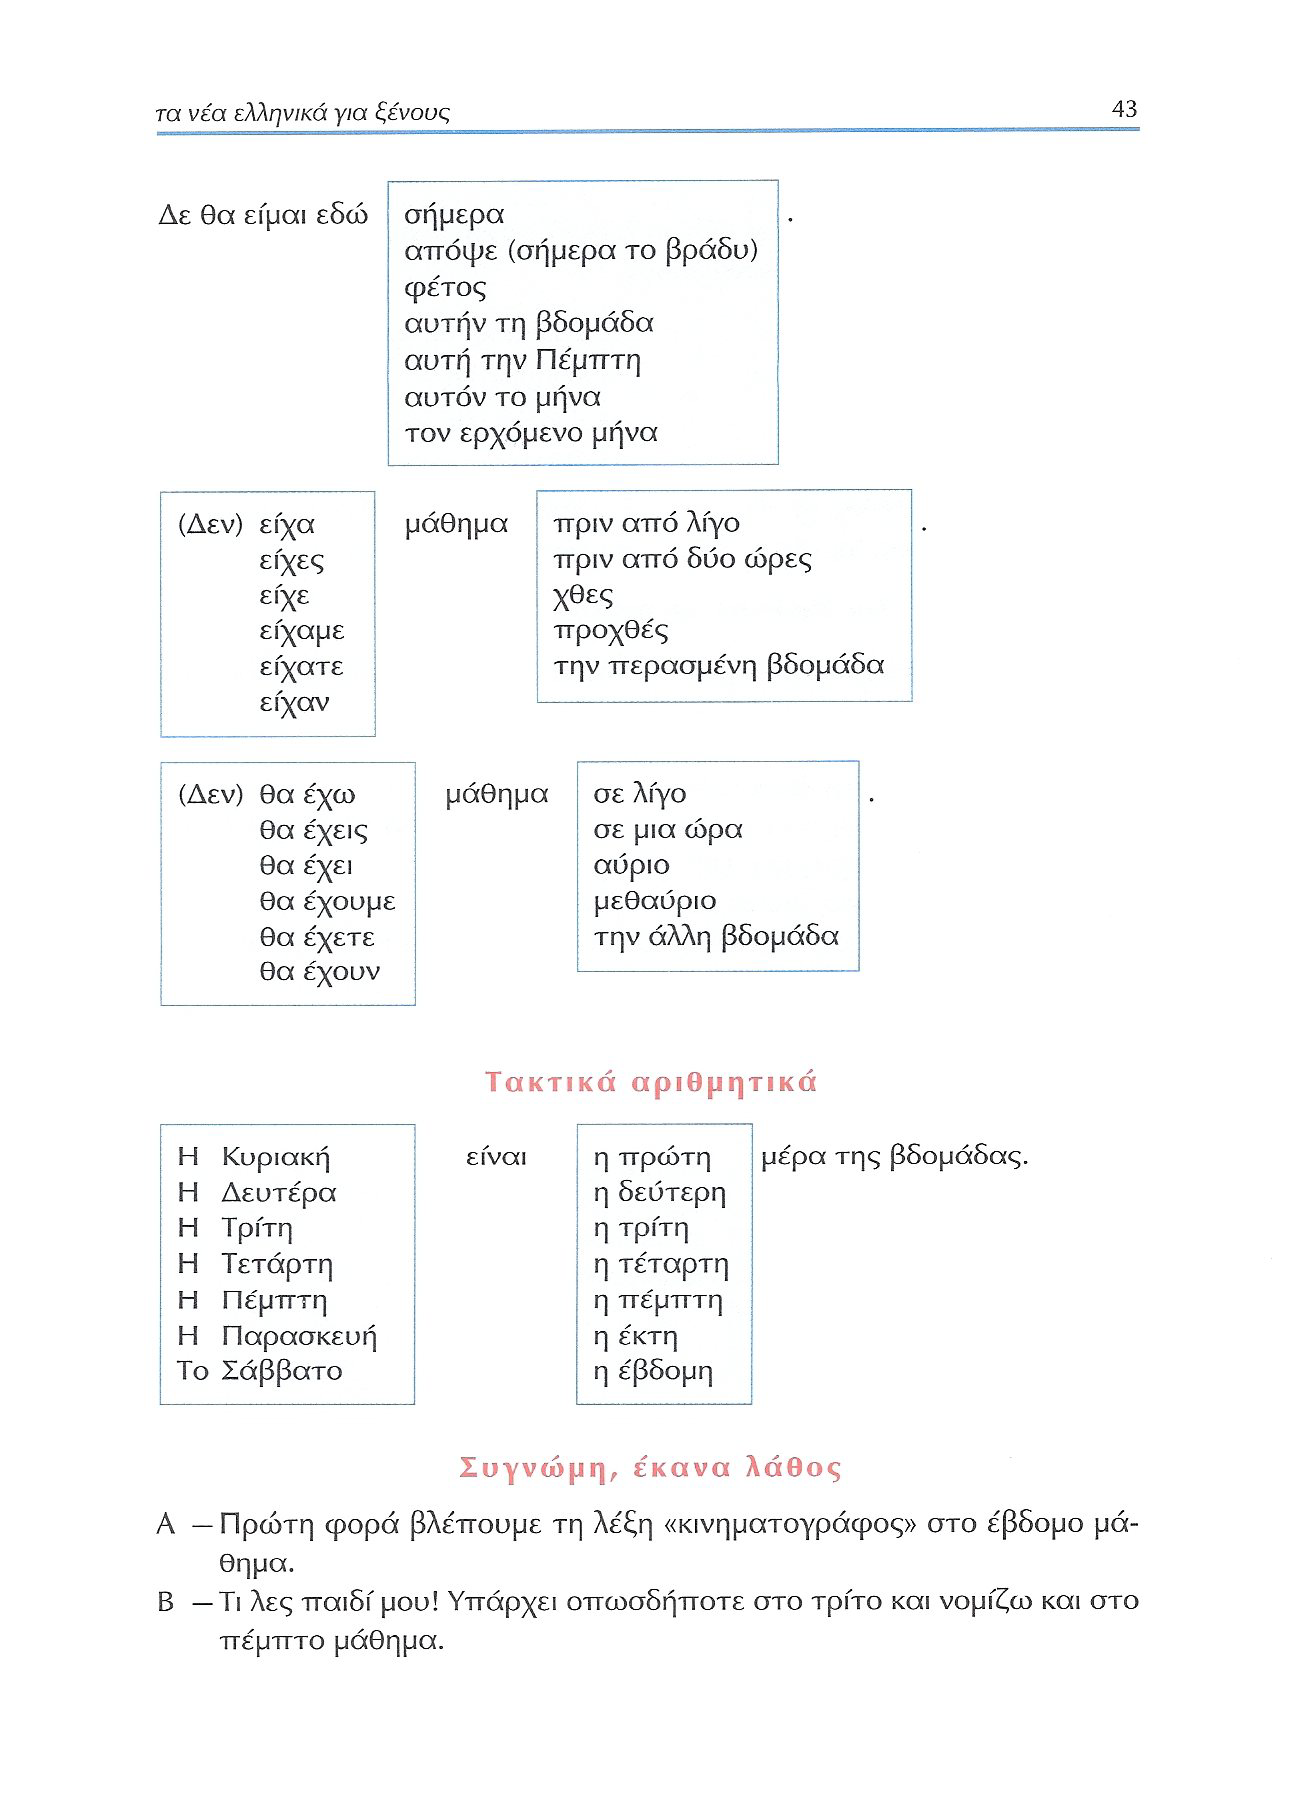 τα νέα ελληνικά για ξένους 43
Δε θα είμαι εδώ σήμερα .
απόψε (σήμερα το βράδυ)
φέτος
αυτήν τη βδομάδα
αυτή την Πέμπτη
αυτόν το μήνα
τον ερχόμενο μήνα
(Δεν) είχα μάθημα πριν από λίγο .
είχες πριν από δύο ώρες
είχε χθες
είχαμε προχθές
είχατε την περασμένη βδομάδα
είχαν
(Δεν) θα έχω μάθημα σε λίγο .
θα έχεις σε μια ώρα
θα έχει αύριο
θα έχουμε μεθαύριο
θα έχετε την άλλη βδομάδα
θα έχουν
Τακτικά αριθμητικά
Η Κυριακή είναι η πρώτη μέρα της βδομάδας.
Η Δευτέρα η δεύτερη
Η Τρίτη η τρίτη
Η Τετάρτη η τέταρτη
Η Πέμπτη η πέμπτη
Η Παρασκευή η έκτη
Το Σάββατο η έβδομη
Συγνώμη, έκανα λάθος
Α — Πρώτη φορά βλέπουμε τη λέξη «κινηματογράφος» στο έβδομο μά-
θημα.
Β — Τι λες παιδί μου! Υπάρχει οπωσδήποτε στο τρίτο και νομίζω και στο
πέμπτο μάθημα.